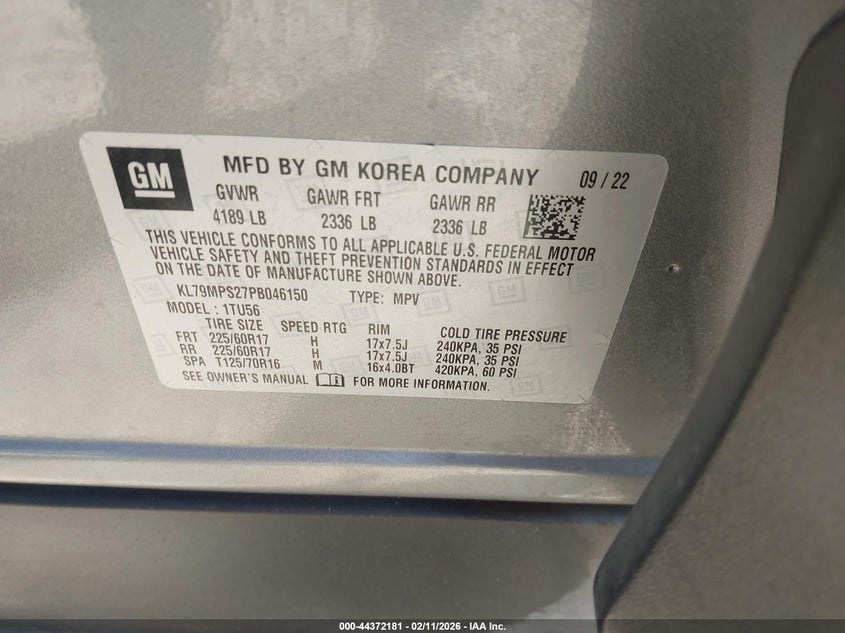 GM MFD BY GM KOREA COMPANY 09 / 22
GVWR GAWR FRT GAWR RR
4189 LB 2336 LB 2336 LB
THIS VEHICLE CONFORMS TO ALL APPLICABLE U.S. FEDERAL MOTOR
VEHICLE SAFETY AND THEFT PREVENTION STANDARDS IN EFFECT
ON THE DATE OF MANUFACTURE SHOWN ABOVE.
KL79MPS27PB046150 TYPE: MPV
MODEL : 1TU56
TIRE SIZE SPEED RTG RIM COLD TIRE PRESSURE
FRT 225/60R17 H 17x7.5J 240KPA, 35 PSI
RR 225/60R17 H 17x7.5J 240KPA, 35 PSI
SPA T125/70R16 M 16x4.0BT 420KPA, 60 PSI
SEE OWNER'S MANUAL FOR MORE INFORMATION.
000-44372181 - 02/11/2026 - IAA Inc.